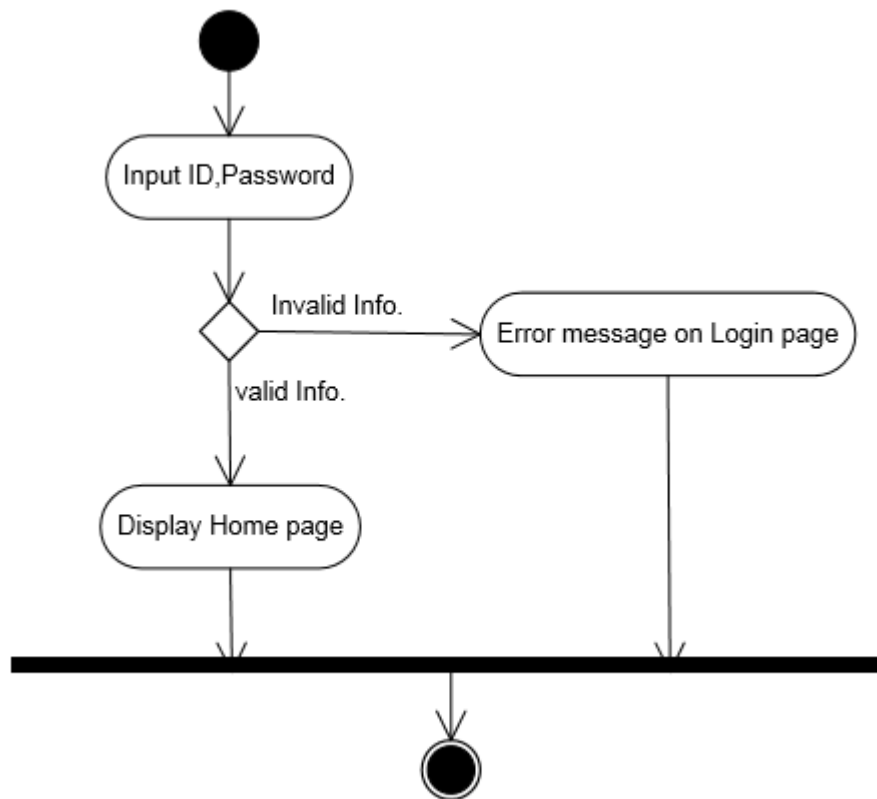 Input ID,Password
Invalid Info.
Error message on Login page
valid Info.
Display Home page